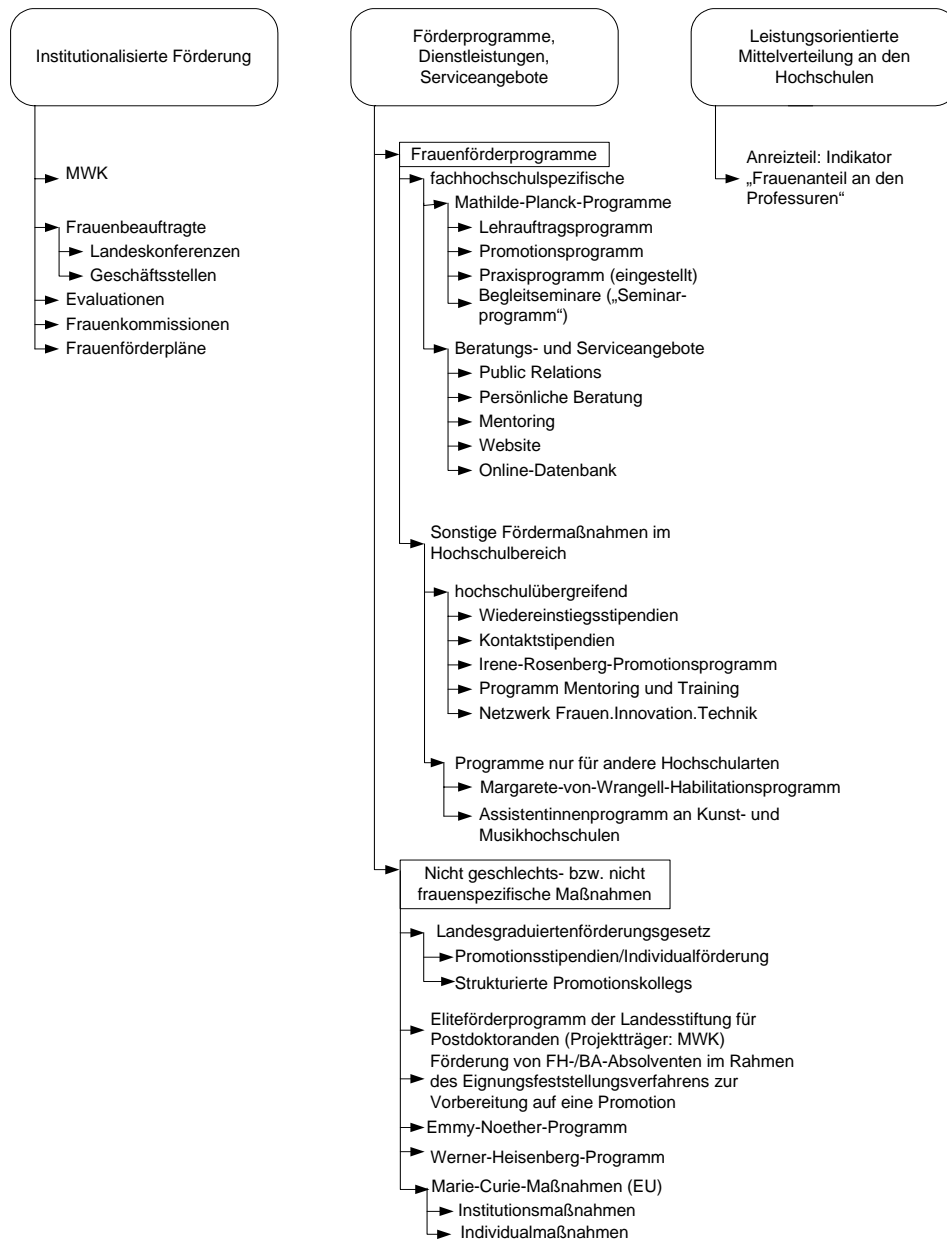 Institutionalisierte Förderung
Förderprogramme,
Dienstleistungen,
Serviceangebote
Leistungsorientierte
Mittelverteilung an den
Hochschulen
MWK
Frauenbeauftragte
Landeskonferenzen
Geschäftsstellen
Evaluationen
Frauenkommissionen
Frauenförderpläne
Frauenförderprogramme
fachhochschulspezifische
Mathilde-Planck-Programme
Lehrauftragsprogramm
Promotionsprogramm
Praxisprogramm (eingestellt)
Begleitseminare („Seminar-
programm“)
Beratungs- und Serviceangebote
Public Relations
Persönliche Beratung
Mentoring
Website
Online-Datenbank
Sonstige Fördermaßnahmen im
Hochschulbereich
hochschulübergreifend
Wiedereinstiegsstipendien
Kontaktstipendien
Irene-Rosenberg-Promotionsprogramm
Programm Mentoring und Training
Netzwerk Frauen.Innovation.Technik
Programme nur für andere Hochschularten
Margarete-von-Wrangell-Habilitationsprogramm
Assistentinnenprogramm an Kunst- und
Musikhochschulen
Nicht geschlechts- bzw. nicht
frauenspezifische Maßnahmen
Landesgraduiertenförderungsgesetz
Promotionsstipendien/Individualförderung
Strukturierte Promotionskollegs
Eliteförderprogramm der Landesstiftung für
Postdoktoranden (Projektträger: MWK)
Förderung von FH-/BA-Absolventen im Rahmen
des Eignungsfeststellungsverfahrens zur
Vorbereitung auf eine Promotion
Emmy-Noether-Programm
Werner-Heisenberg-Programm
Marie-Curie-Maßnahmen (EU)
Institutionsmaßnahmen
Individualmaßnahmen
Anreizteil: Indikator
„Frauenanteil an den
Professuren“